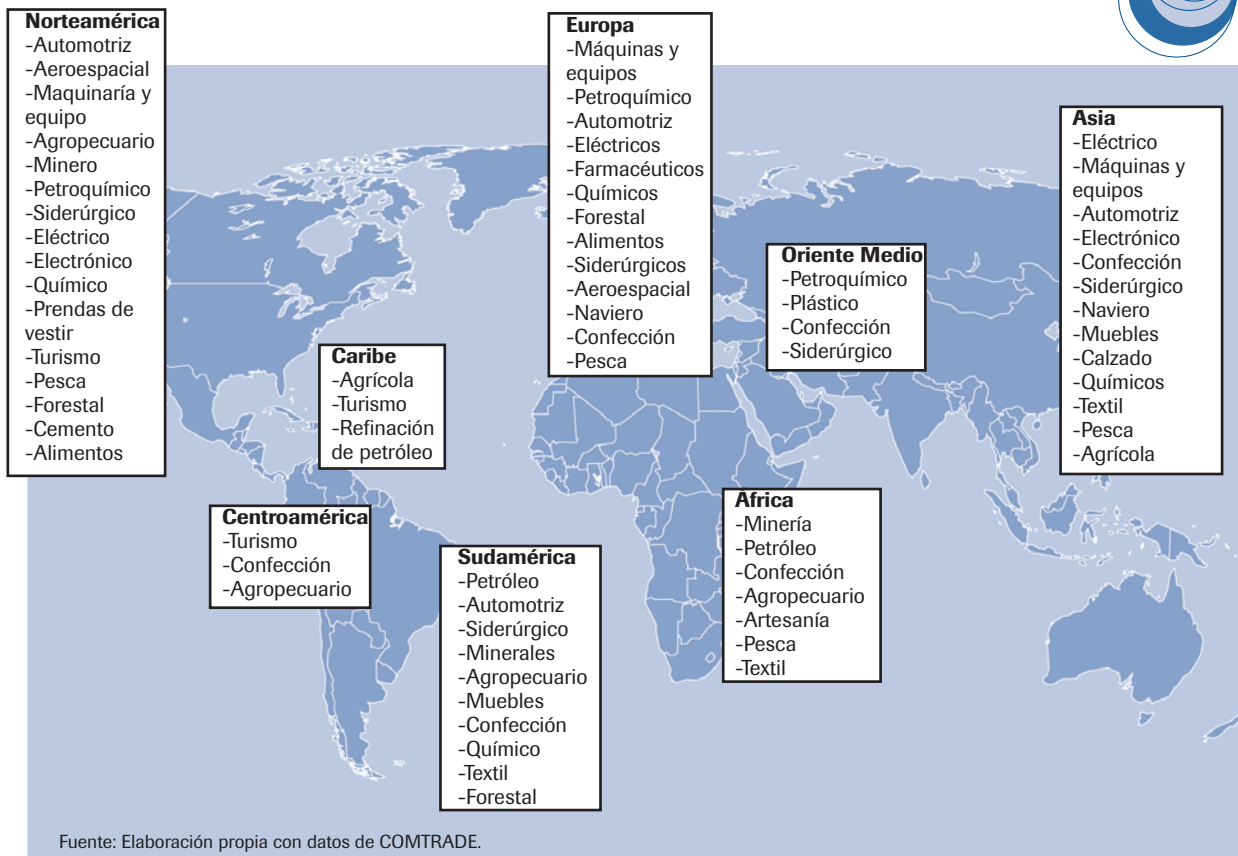 Norteamérica
-Automotriz
-Aeroespacial
-Maquinaría y
equipo
-Agropecuario
-Minero
-Petroquímico
-Siderúrgico
-Eléctrico
-Electrónico
-Químico
-Prendas de
vestir
-Turismo
-Pesca
-Forestal
-Cemento
-Alimentos
Caribe
-Agrícola
-Turismo
-Refinación
de petróleo
Centroamérica
-Turismo
-Confección
-Agropecuario
Sudamérica
-Petróleo
-Automotriz
-Siderúrgico
-Minerales
-Agropecuario
-Muebles
-Confección
-Químico
-Textil
-Forestal
Europa
-Máquinas y
equipos
-Petroquímico
-Automotriz
-Eléctricos
-Farmacéuticos
-Químicos
-Forestal
-Alimentos
-Siderúrgicos
-Aeroespacial
-Naviero
-Confección
-Pesca
Oriente Medio
-Petroquímico
-Plástico
-Confección
-Siderúrgico
África
-Minería
-Petróleo
-Confección
-Agropecuario
-Artesanía
-Pesca
-Textil
Asia
-Eléctrico
-Máquinas y
equipos
-Automotriz
-Electrónico
-Confección
-Siderúrgico
-Naviero
-Muebles
-Calzado
-Químicos
-Textil
-Pesca
-Agrícola
Fuente: Elaboración propia con datos de COMTRADE.